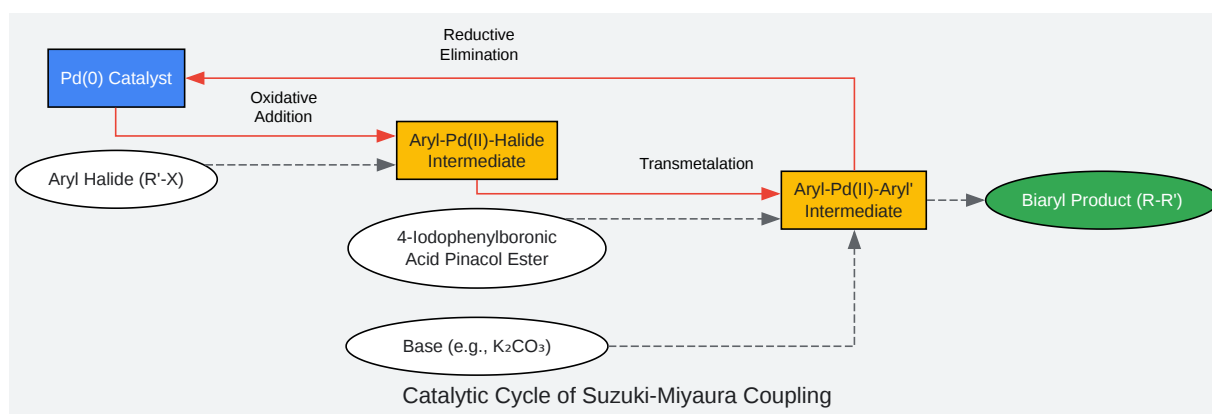 Reductive
Elimination
Pd(0) Catalyst
Oxidative
Addition
Aryl-Pd(II)-Halide
Intermediate
Aryl Halide (R'-X)
Transmetalation
Aryl-Pd(II)-Aryl'
Intermediate
Biaryl Product (R-R')
4-Iodophenylboronic
Acid Pinacol Ester
Base (e.g., K₂CO₃)
Catalytic Cycle of Suzuki-Miyaura Coupling